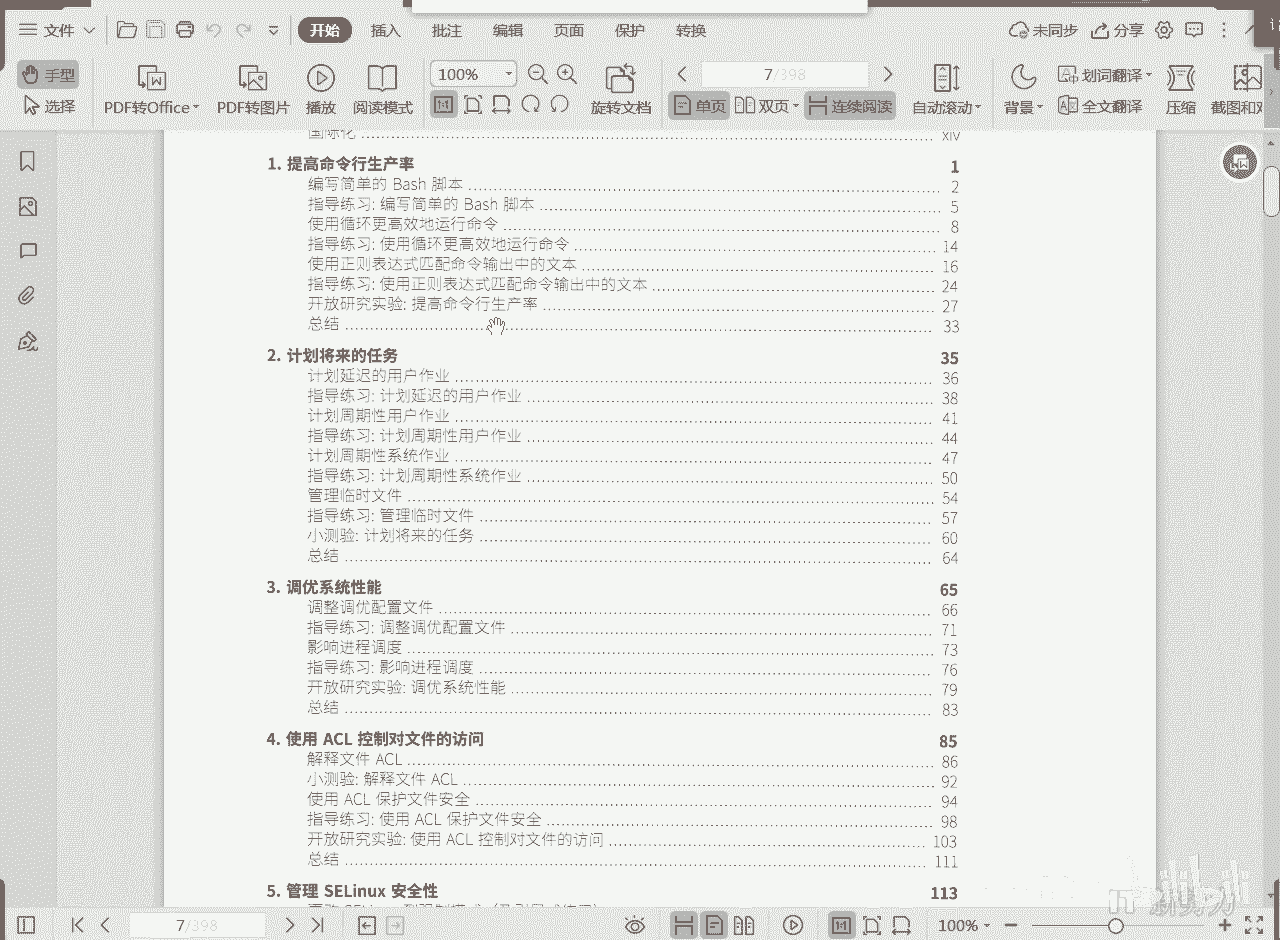 文件 开始 插入 批注 编辑 页面 保护 转换 未同步 分享
手型 选择 PDF转Office PDF转图片 播放 阅读模式 100% 旋转文档 7/398 单页 双页 连续阅读 自动滚动 背景 划词翻译 全文翻译 压缩 截图和对
国际化 xiv
1. 提高命令行生产率 1
编写简单的 Bash 脚本 2
指导练习: 编写简单的 Bash 脚本 5
使用循环更高效地运行命令 8
指导练习: 使用循环更高效地运行命令 14
使用正则表达式匹配命令输出中的文本 16
指导练习: 使用正则表达式匹配命令输出中的文本 24
开放研究实验: 提高命令行生产率 27
总结 33
2. 计划将来的任务 35
计划延迟的用户作业 36
指导练习: 计划延迟的用户作业 38
计划周期性用户作业 41
指导练习: 计划周期性用户作业 44
计划周期性系统作业 47
指导练习: 计划周期性系统作业 50
管理临时文件 54
指导练习: 管理临时文件 57
小测验: 计划将来的任务 60
总结 64
3. 调优系统性能 65
调整调优配置文件 66
指导练习: 调整调优配置文件 71
影响进程调度 73
指导练习: 影响进程调度 76
开放研究实验: 调优系统性能 79
总结 83
4. 使用 ACL 控制对文件的访问 85
解释文件 ACL 86
小测验: 解释文件 ACL 92
使用 ACL 保护文件安全 94
指导练习: 使用 ACL 保护文件安全 98
开放研究实验: 使用 ACL 控制对文件的访问 103
总结 111
5. 管理 SELinux 安全性 113
7/398 100%